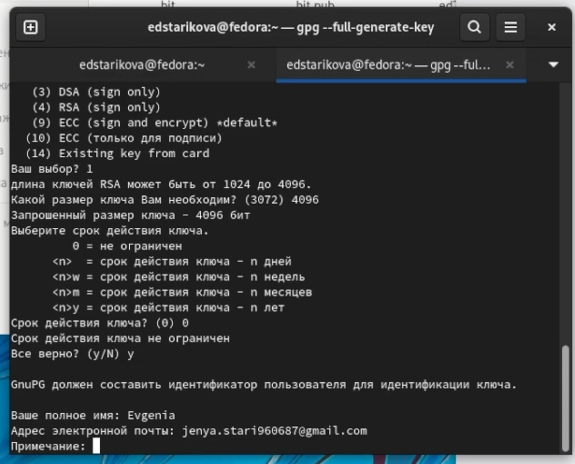 edstarikova@fedora:~ — gpg --full-generate-key
edstarikova@fedora:~
edstarikova@fedora:~ — gpg --ful...
(3) DSA (sign only)
(4) RSA (sign only)
(9) ECC (sign and encrypt) *default*
(10) ECC (только для подписи)
(14) Existing key from card
Ваш выбор? 1
длина ключей RSA может быть от 1024 до 4096.
Какой размер ключа Вам необходим? (3072) 4096
Запрошенный размер ключа - 4096 бит
Выберите срок действия ключа.
0 = не ограничен
<n> = срок действия ключа - n дней
<n>w = срок действия ключа - n недель
<n>m = срок действия ключа - n месяцев
<n>y = срок действия ключа - n лет
Срок действия ключа? (0) 0
Срок действия ключа не ограничен
Все верно? (y/N) y
GnuPG должен составить идентификатор пользователя для идентификации ключа.
Ваше полное имя: Evgenia
Адрес электронной почты: jenya.stari960687@gmail.com
Примечание: